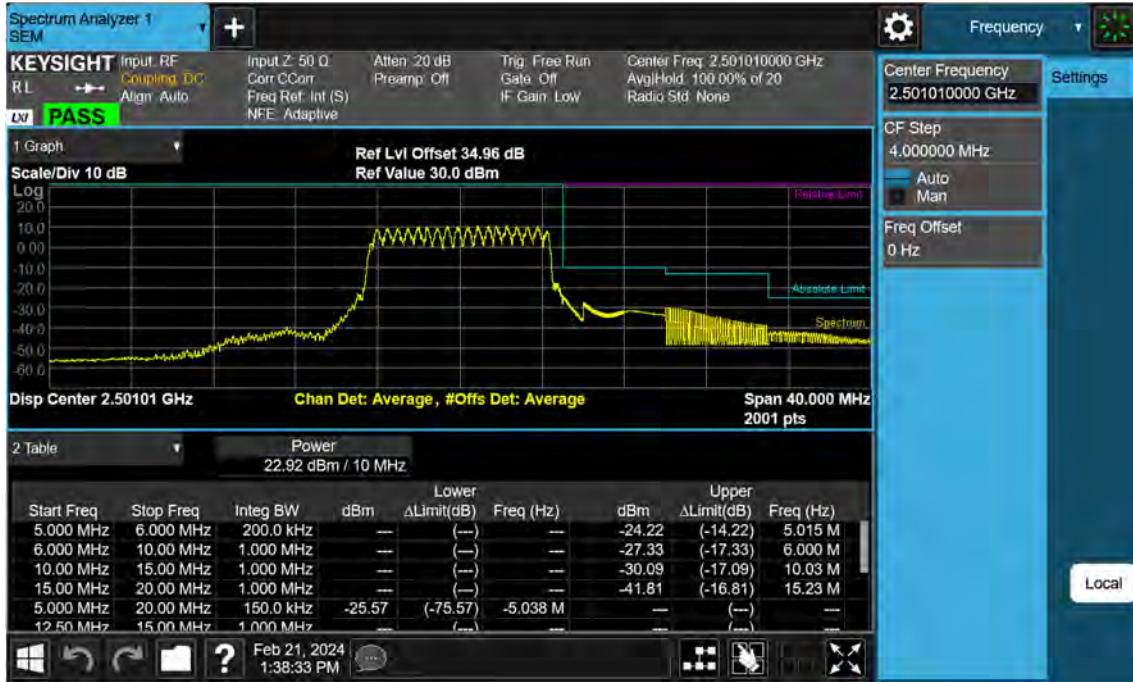 Spectrum Analyzer 1
SEM
Frequency
KEYSIGHT
RL
LXI
PASS
Input: RF
Coupling: DC
Align: Auto
Input Z: 50 Ω
Corr CCorr
Freq Ref: Int (S)
NFE: Adaptive
Atten: 20 dB
Preamp: Off
Trig: Free Run
Gate: Off
IF Gain: Low
Center Freq: 2.501010000 GHz
Avg|Hold: 100.00% of 20
Radio Std: None
Center Frequency
2.501010000 GHz
Settings
CF Step
4.000000 MHz
Auto
Man
Freq Offset
0 Hz
1 Graph
Ref Lvl Offset 34.96 dB
Scale/Div 10 dB
Ref Value 30.0 dBm
Log
Relative Limit
20.0
10.0
0.00
-10.0
-20.0
Absolute Limit
-30.0
Spectrum
-40.0
-50.0
-60.0
Disp Center 2.50101 GHz
Chan Det: Average, #Offs Det: Average
Span 40.000 MHz
2001 pts
2 Table
Power
22.92 dBm / 10 MHz
Lower Upper
Start Freq Stop Freq Integ BW dBm ΔLimit(dB) Freq (Hz) dBm ΔLimit(dB) Freq (Hz)
5.000 MHz 6.000 MHz 200.0 kHz --- (---) --- -24.22 (-14.22) 5.015 M
6.000 MHz 10.00 MHz 1.000 MHz --- (---) --- -27.33 (-17.33) 6.000 M
10.00 MHz 15.00 MHz 1.000 MHz --- (---) --- -30.09 (-17.09) 10.03 M
15.00 MHz 20.00 MHz 1.000 MHz --- (---) --- -41.81 (-16.81) 15.23 M
5.000 MHz 20.00 MHz 150.0 kHz -25.57 (-75.57) -5.038 M --- (---) ---
12.50 MHz 15.00 MHz 1.000 MHz --- (---) --- --- (---) ---
Local
?
Feb 21, 2024
1:38:33 PM